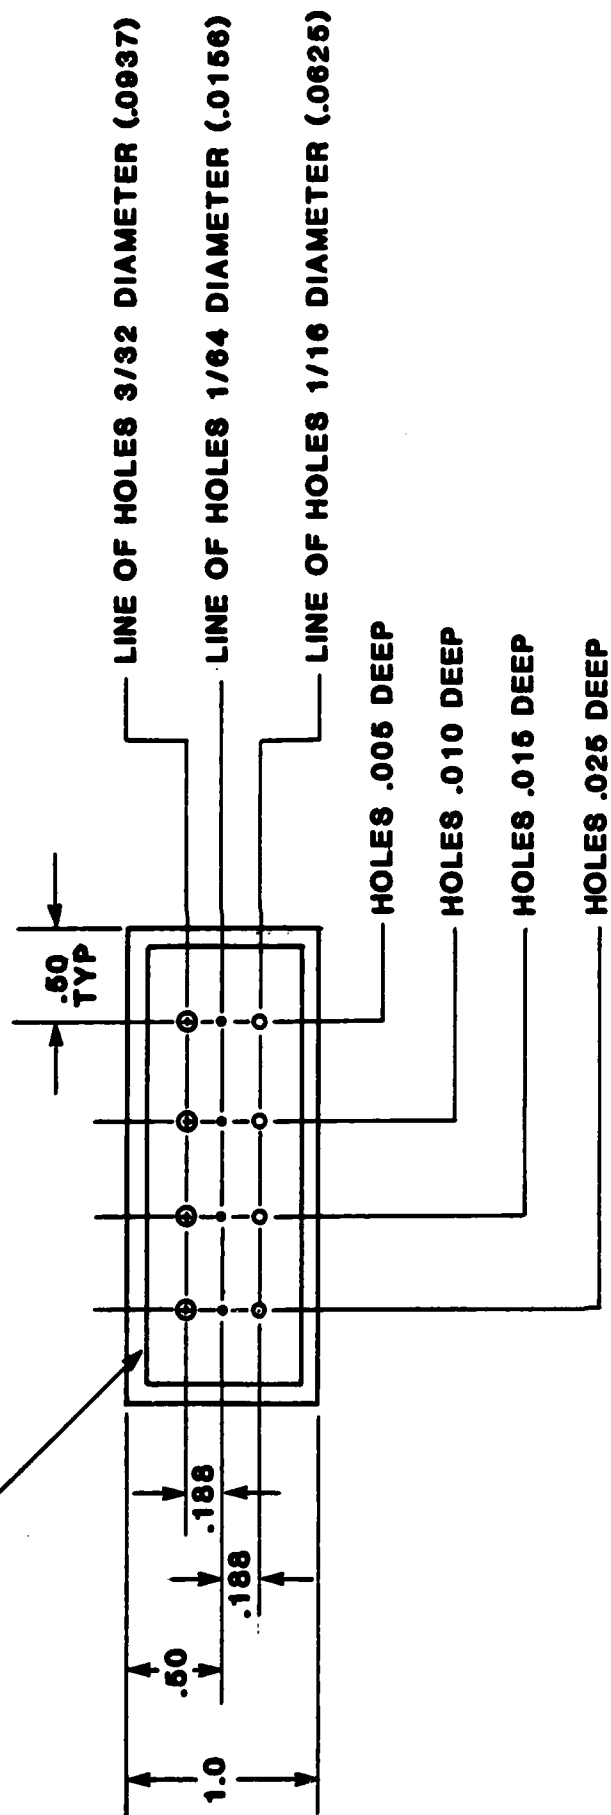 LINE OF HOLES 3/32 DIAMETER (.0937)
LINE OF HOLES 1/64 DIAMETER (.0156)
LINE OF HOLES 1/16 DIAMETER (.0625)
.50
TYP
HOLES .005 DEEP
HOLES .010 DEEP
HOLES .015 DEEP
HOLES .025 DEEP
.188
.188
.50
1.0